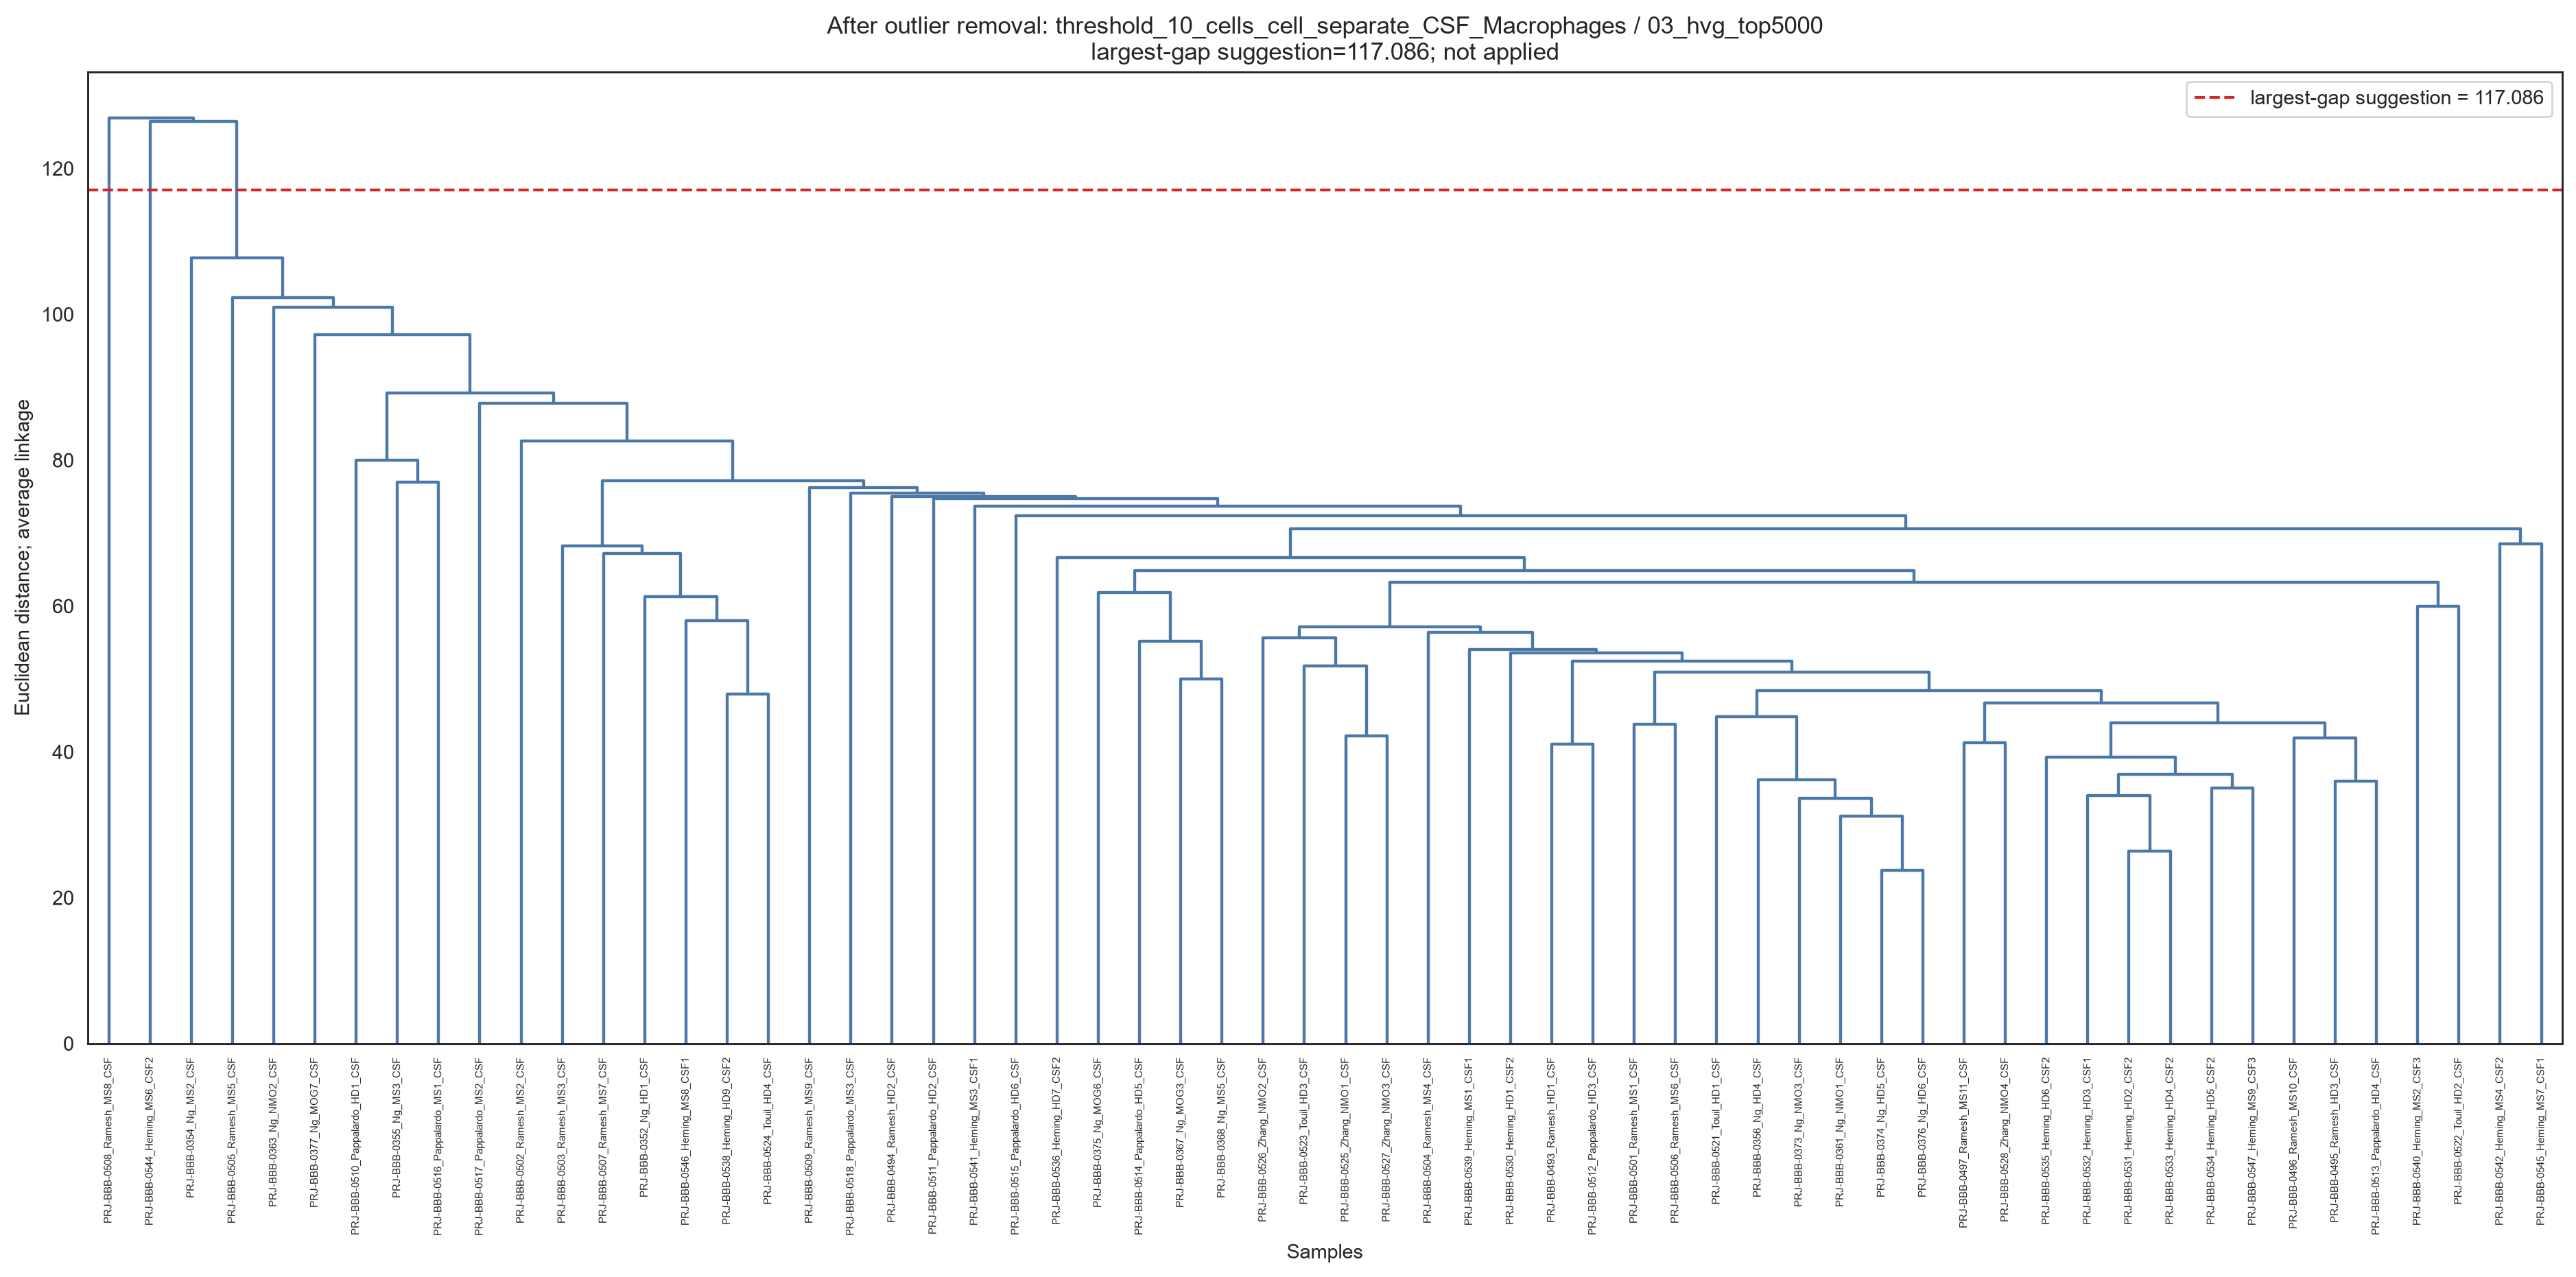 After outlier removal: threshold_10_cells_cell_separate_CSF_Macrophages / 03_hvg_top5000
largest-gap suggestion=117.086; not applied
largest-gap suggestion = 117.086
Euclidean distance; average linkage
120
100
80
60
40
20
0
PRJ-BBB-0508_Ramesh_MS8_CSF
PRJ-BBB-0544_Heming_MS6_CSF2
PRJ-BBB-0354_Ng_MS2_CSF
PRJ-BBB-0505_Ramesh_MS5_CSF
PRJ-BBB-0363_Ng_NMO2_CSF
PRJ-BBB-0377_Ng_MOG7_CSF
PRJ-BBB-0510_Pappalardo_HD1_CSF
PRJ-BBB-0355_Ng_MS3_CSF
PRJ-BBB-0516_Pappalardo_MS1_CSF
PRJ-BBB-0517_Pappalardo_MS2_CSF
PRJ-BBB-0502_Ramesh_MS2_CSF
PRJ-BBB-0503_Ramesh_MS3_CSF
PRJ-BBB-0507_Ramesh_MS7_CSF
PRJ-BBB-0352_Ng_HD1_CSF
PRJ-BBB-0546_Heming_MS8_CSF1
PRJ-BBB-0538_Heming_HD9_CSF2
PRJ-BBB-0524_Touil_HD4_CSF
PRJ-BBB-0509_Ramesh_MS9_CSF
PRJ-BBB-0518_Pappalardo_MS3_CSF
PRJ-BBB-0494_Ramesh_HD2_CSF
PRJ-BBB-0511_Pappalardo_HD2_CSF
PRJ-BBB-0541_Heming_MS3_CSF1
PRJ-BBB-0515_Pappalardo_HD6_CSF
PRJ-BBB-0536_Heming_HD7_CSF2
PRJ-BBB-0375_Ng_MOG6_CSF
PRJ-BBB-0514_Pappalardo_HD5_CSF
PRJ-BBB-0367_Ng_MOG3_CSF
PRJ-BBB-0368_Ng_MS5_CSF
PRJ-BBB-0526_Zhang_NMO2_CSF
PRJ-BBB-0523_Touil_HD3_CSF
PRJ-BBB-0525_Zhang_NMO1_CSF
PRJ-BBB-0527_Zhang_NMO3_CSF
PRJ-BBB-0504_Ramesh_MS4_CSF
PRJ-BBB-0539_Heming_MS1_CSF1
PRJ-BBB-0530_Heming_HD1_CSF2
PRJ-BBB-0493_Ramesh_HD1_CSF
PRJ-BBB-0512_Pappalardo_HD3_CSF
PRJ-BBB-0501_Ramesh_MS1_CSF
PRJ-BBB-0506_Ramesh_MS6_CSF
PRJ-BBB-0521_Touil_HD1_CSF
PRJ-BBB-0356_Ng_HD4_CSF
PRJ-BBB-0373_Ng_NMO3_CSF
PRJ-BBB-0361_Ng_NMO1_CSF
PRJ-BBB-0374_Ng_HD5_CSF
PRJ-BBB-0376_Ng_HD6_CSF
PRJ-BBB-0497_Ramesh_MS11_CSF
PRJ-BBB-0528_Zhang_NMO4_CSF
PRJ-BBB-0535_Heming_HD6_CSF2
PRJ-BBB-0532_Heming_HD3_CSF1
PRJ-BBB-0531_Heming_HD2_CSF2
PRJ-BBB-0533_Heming_HD4_CSF2
PRJ-BBB-0534_Heming_HD5_CSF2
PRJ-BBB-0547_Heming_MS9_CSF3
PRJ-BBB-0496_Ramesh_MS10_CSF
PRJ-BBB-0495_Ramesh_HD3_CSF
PRJ-BBB-0513_Pappalardo_HD4_CSF
PRJ-BBB-0540_Heming_MS2_CSF3
PRJ-BBB-0522_Touil_HD2_CSF
PRJ-BBB-0542_Heming_MS4_CSF2
PRJ-BBB-0545_Heming_MS7_CSF1
Samples